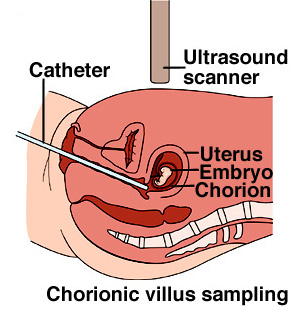 Ultrasound
scanner
Catheter
Uterus
Embryo
Chorion
Chorionic villus sampling